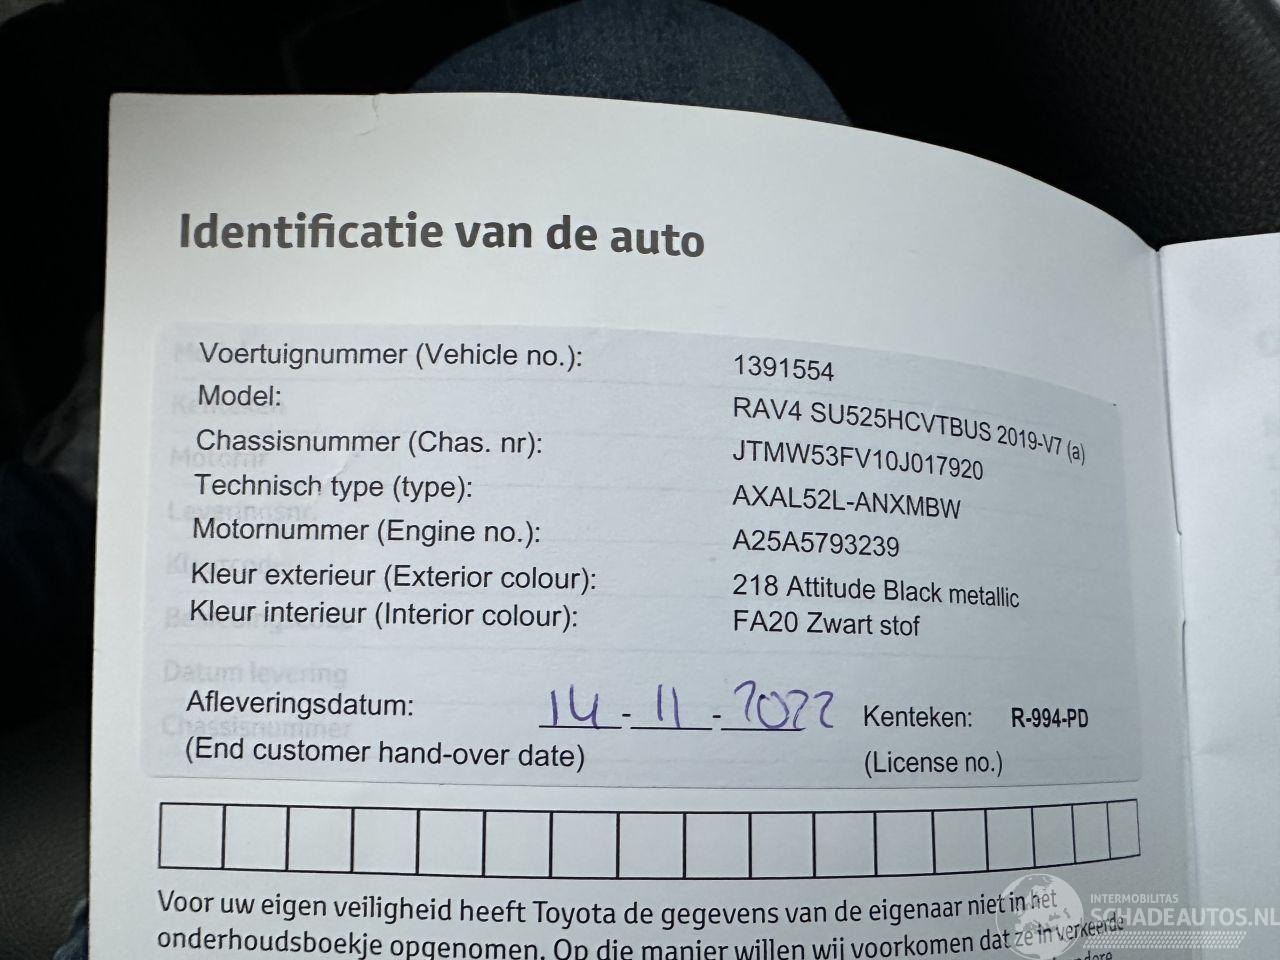 Identificatie van de auto
Voertuignummer (Vehicle no.): 1391554
Model: RAV4 SU525HCVTBUS 2019-V7 (a)
Chassisnummer (Chas. nr): JTMW53FV10J017920
Technisch type (type): AXAL52L-ANXMBW
Motornummer (Engine no.): A25A5793239
Kleur exterieur (Exterior colour): 218 Attitude Black metallic
Kleur interieur (Interior colour): FA20 Zwart stof
Datum levering
Afleveringsdatum: 14 - 11 - 2022 Kenteken: R-994-PD
Chassisnummer
(End customer hand-over date) (License no.)
Voor uw eigen veiligheid heeft Toyota de gegevens van de eigenaar niet in het
onderhoudsboekje opgenomen. Op die manier willen wij voorkomen dat ze in verkeerde
INTERMOBILITAS
SCHADEAUTOS.NL